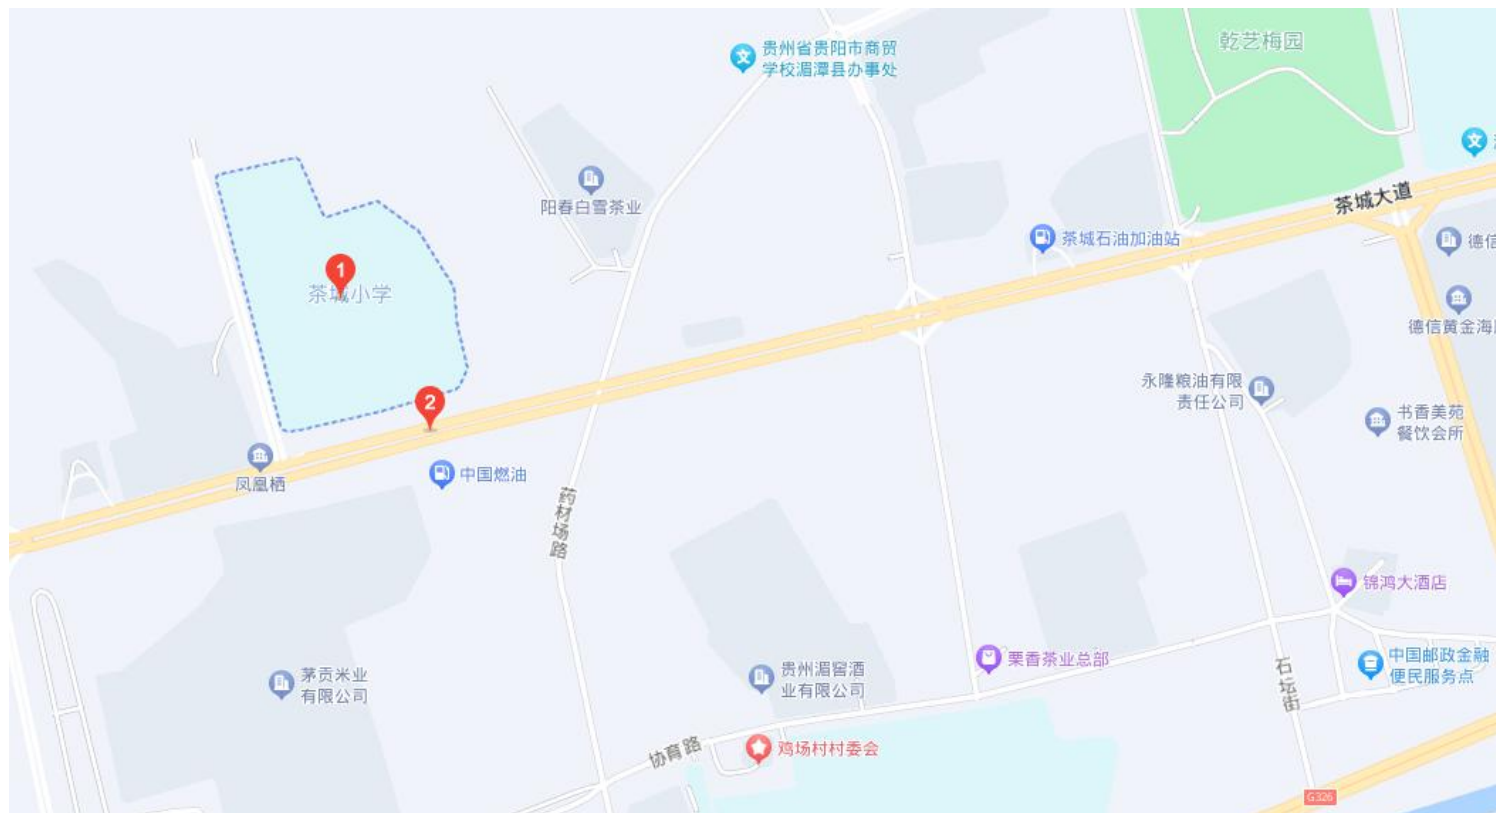 乾艺梅园
贵州省贵阳市商贸
学校湄潭县办事处
阳春白雪茶业
茶城大道
茶城石油加油站
1
茶城小学
德信黄金海
永隆粮油有限
责任公司
2
书香美苑
餐饮会所
凤凰栖
中国燃油
药材场路
锦鸿大酒店
茅贡米业
有限公司
贵州湄窖酒
业有限公司
栗香茶业总部
中国邮政金融
便民服务点
石坛街
协育路
鸡场村村委会
G326